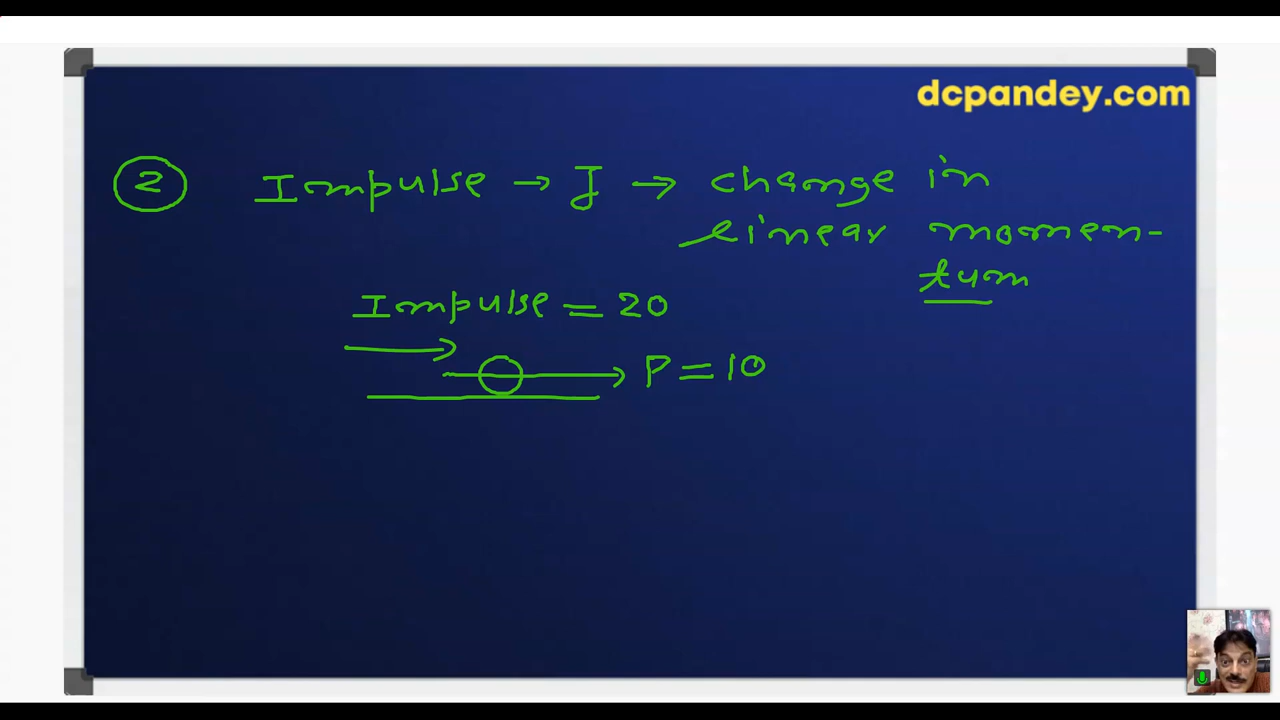 dcpandey.com
2 Impulse → J → change in
linear momen-
tum
Impulse = 20
P = 10